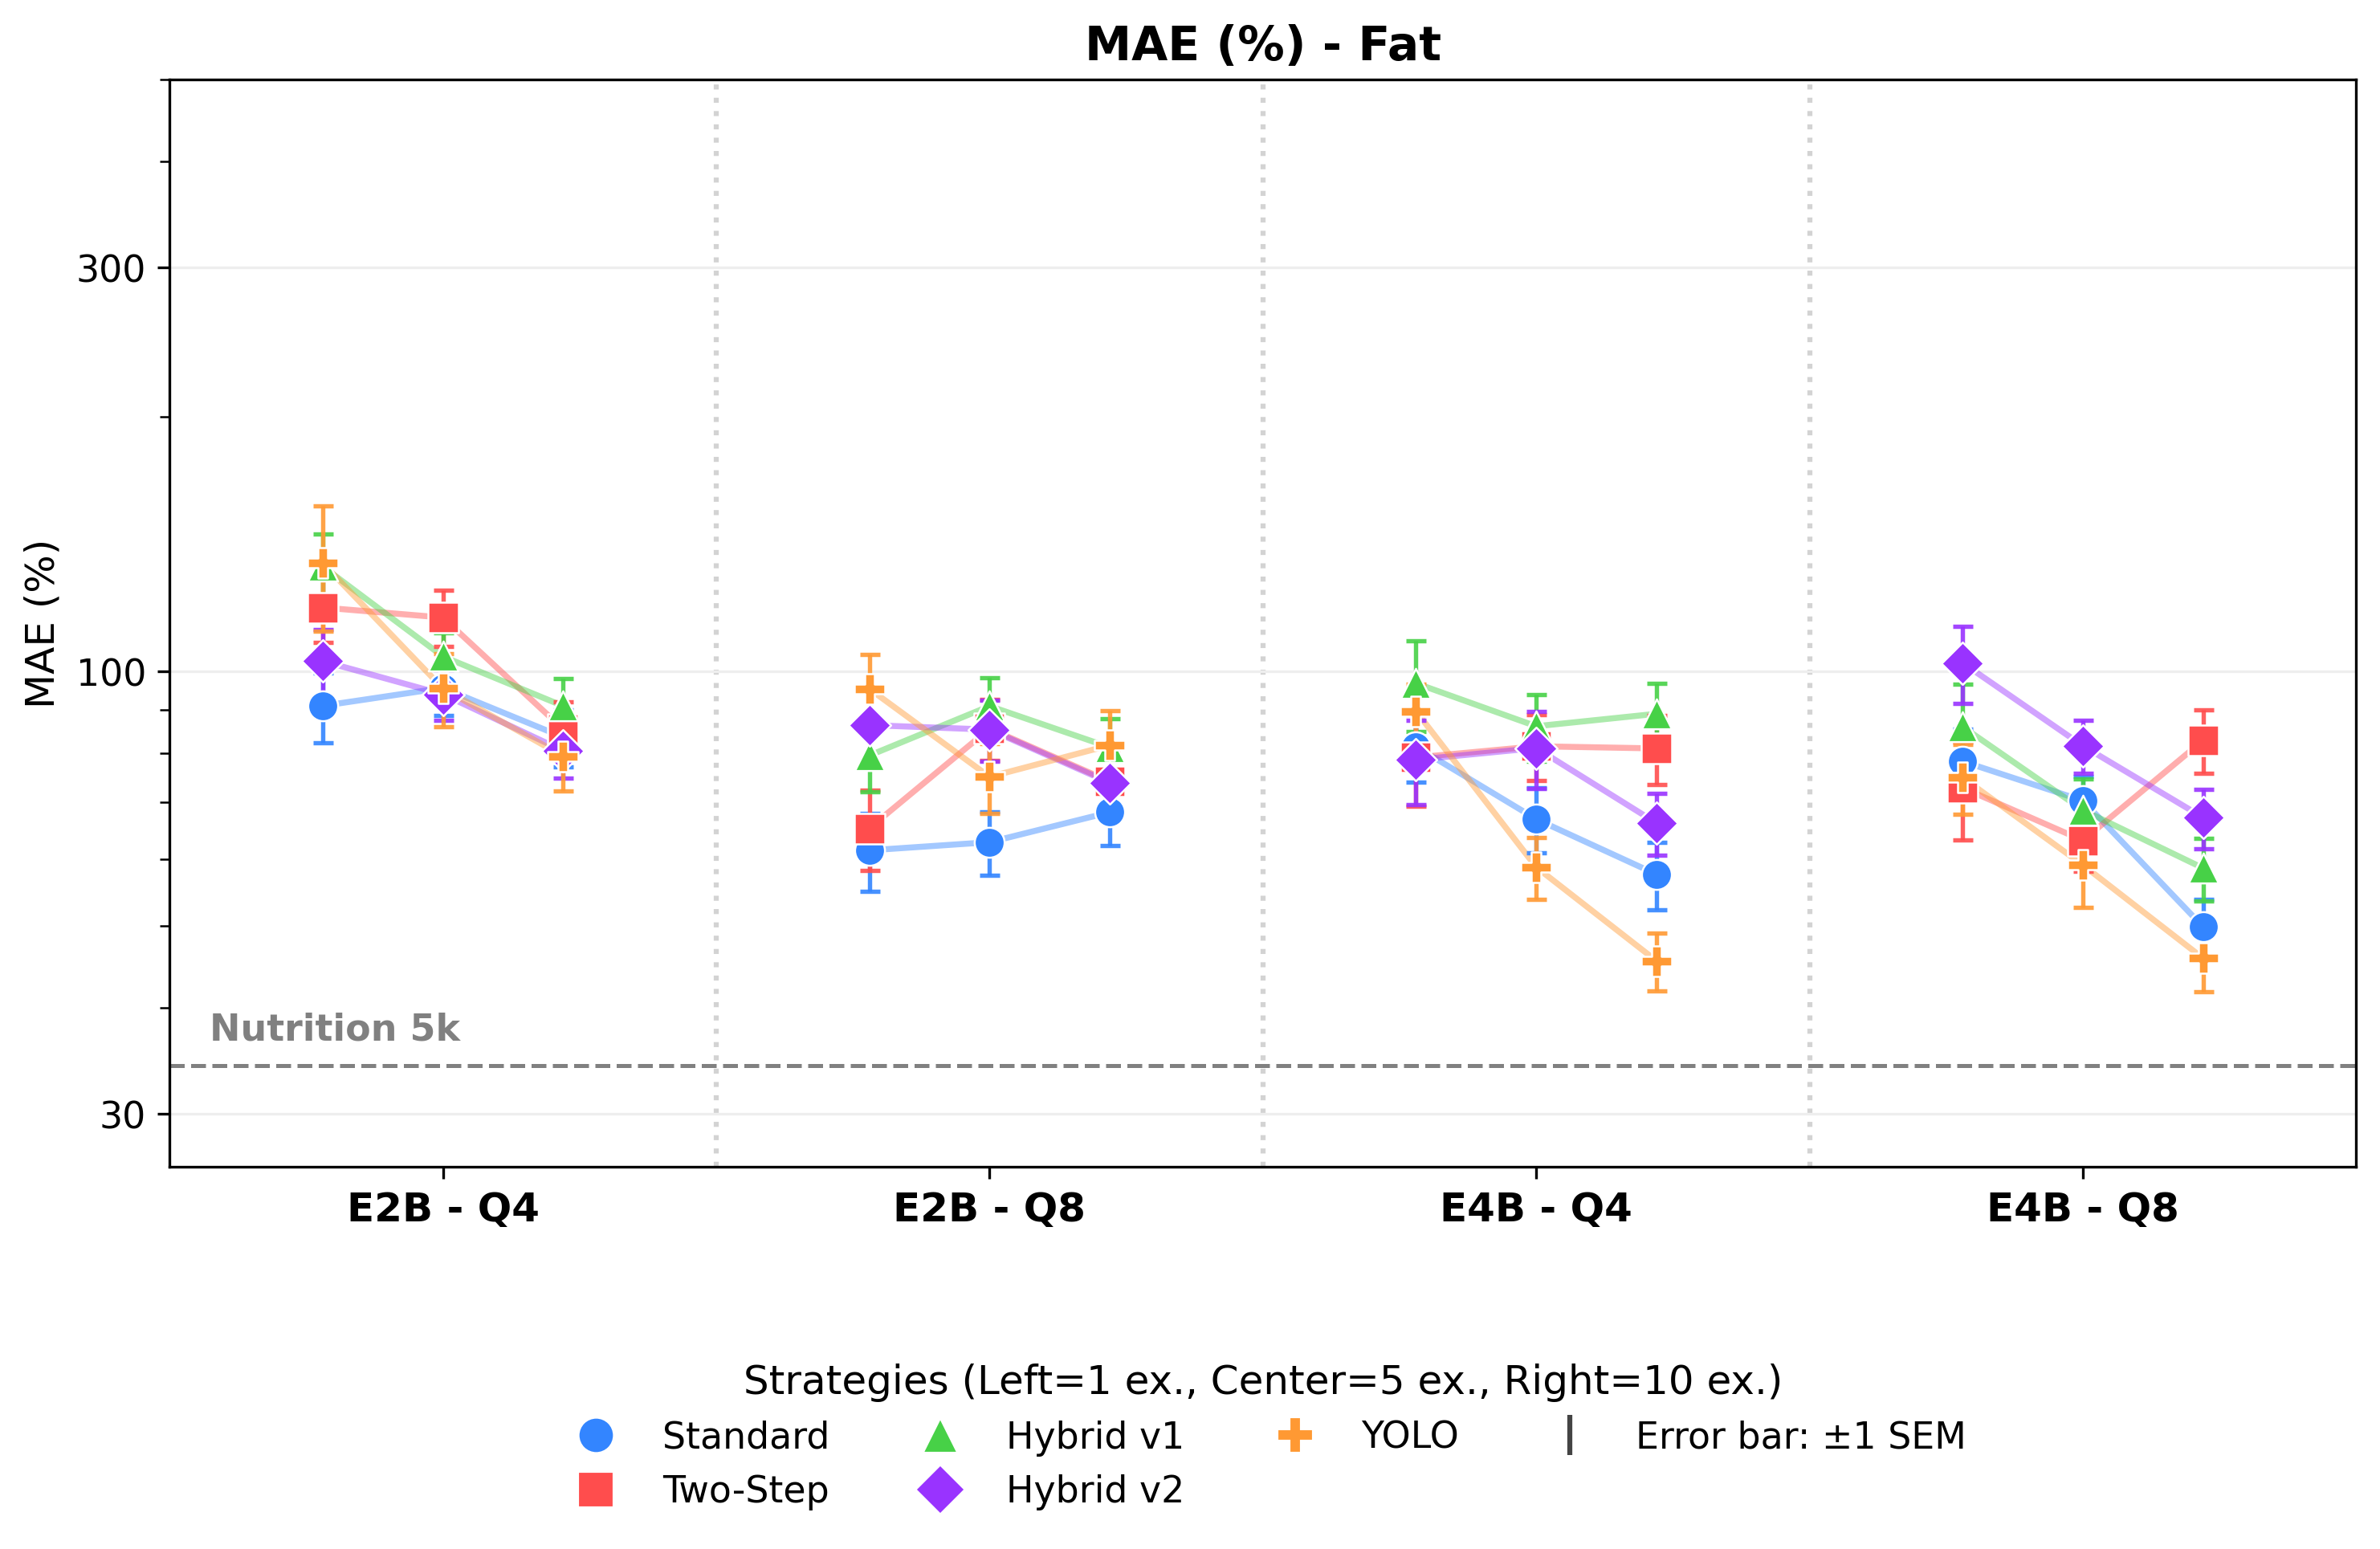 MAE (%) - Fat
MAE (%)
300
100
30
Nutrition 5k
E2B - Q4
E2B - Q8
E4B - Q4
E4B - Q8
Strategies (Left=1 ex., Center=5 ex., Right=10 ex.)
Standard
Hybrid v1
YOLO
Error bar: ±1 SEM
Two-Step
Hybrid v2